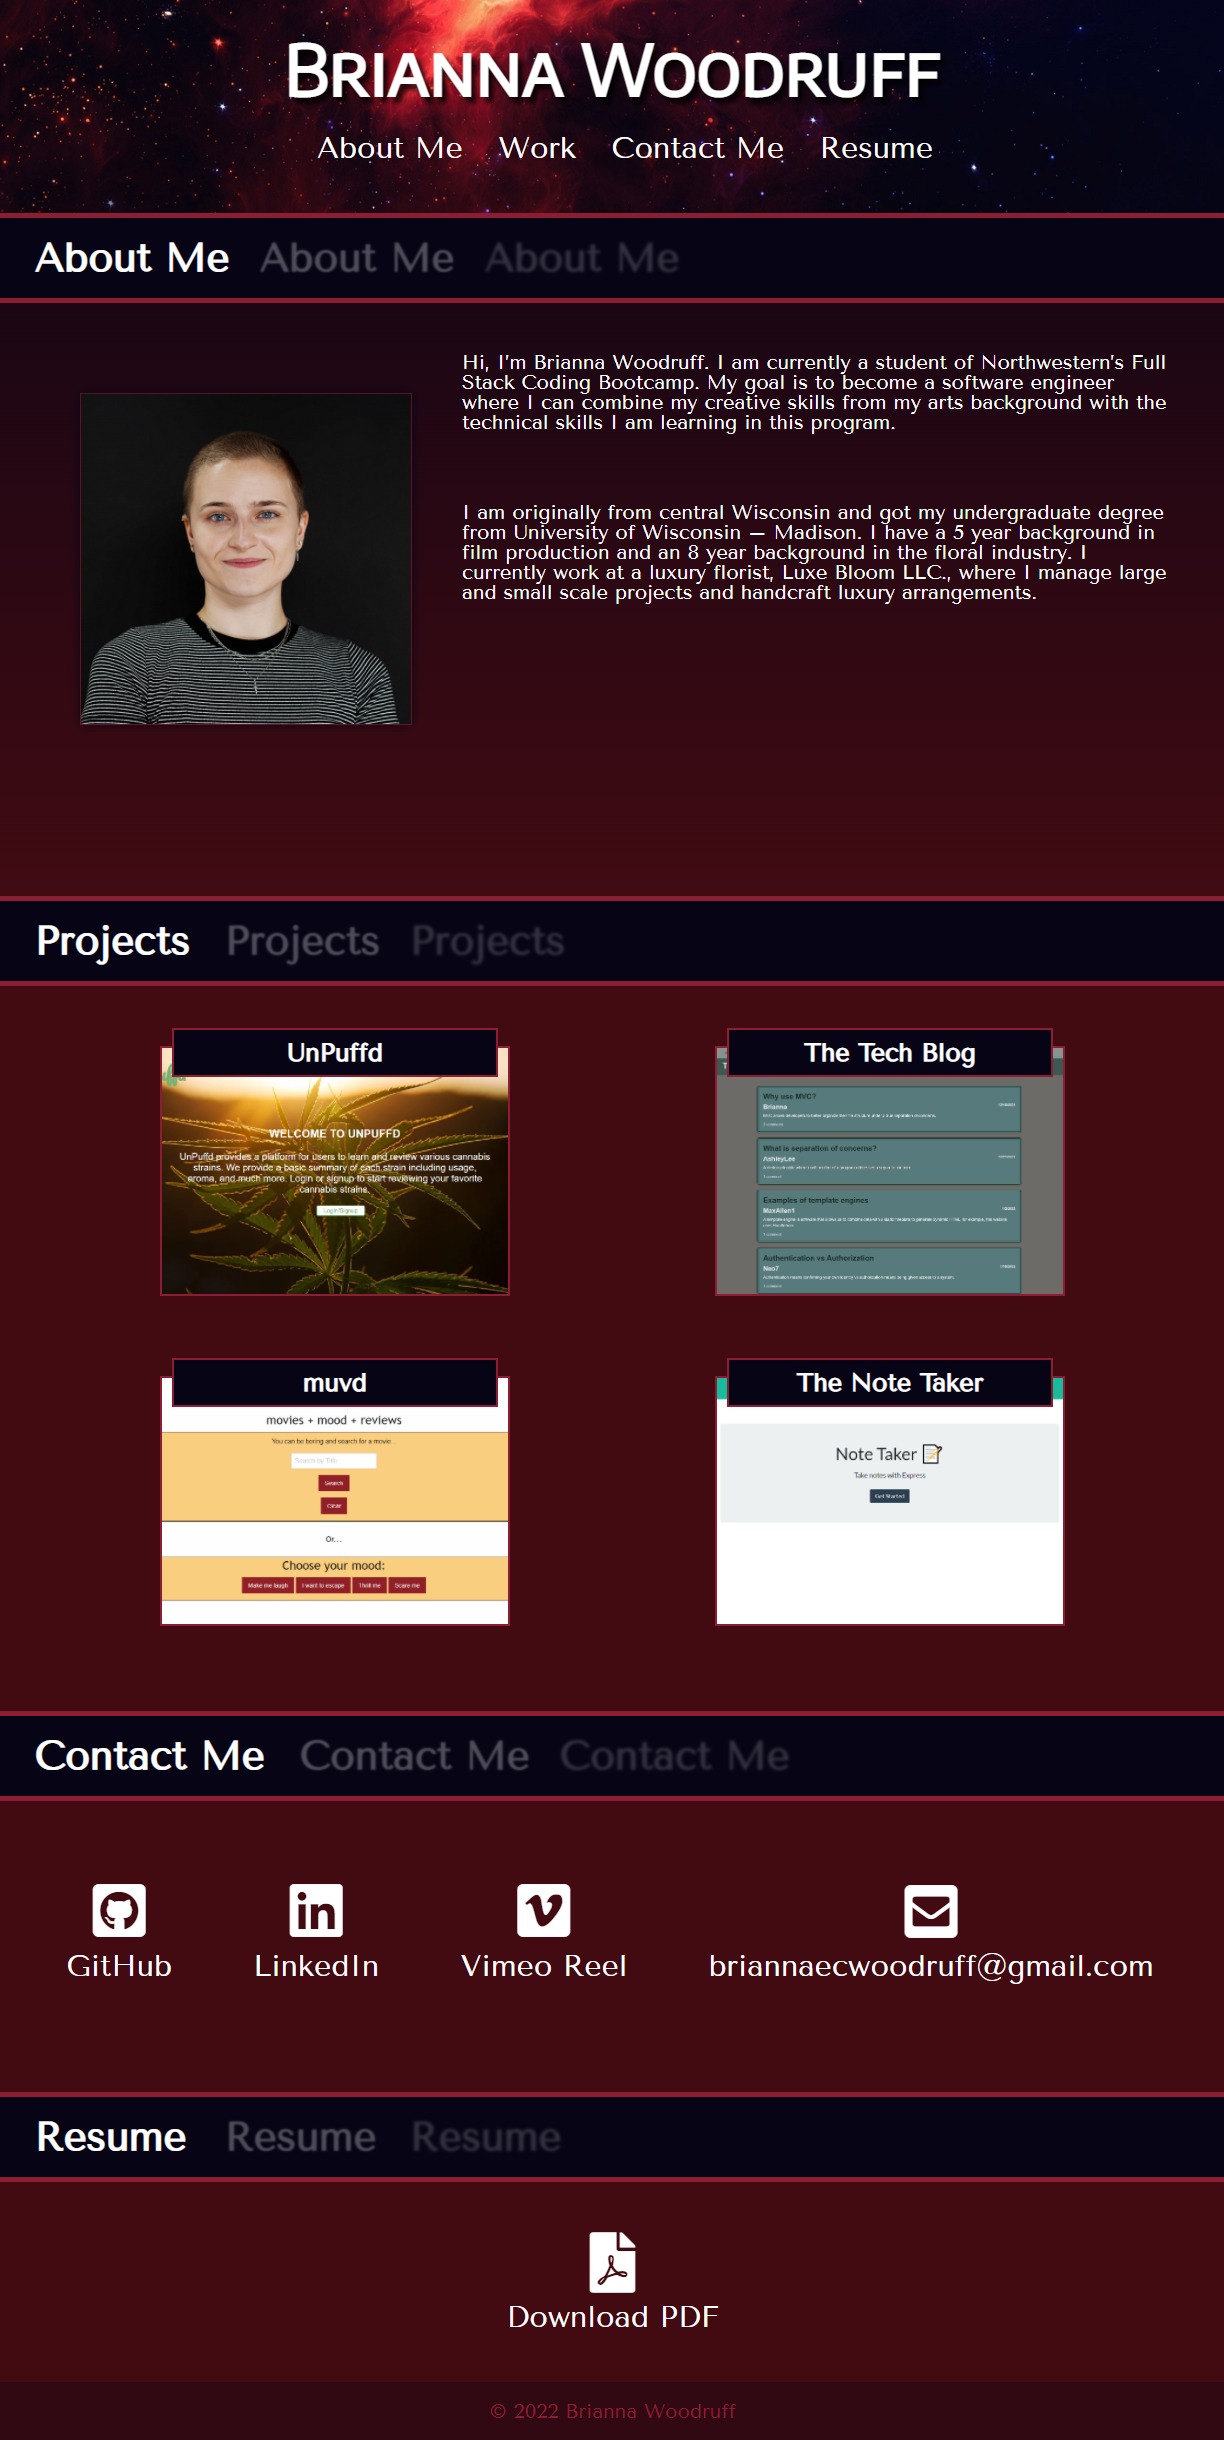 Brianna Woodruff
About Me Work Contact Me Resume
About Me About Me About Me
Hi, I'm Brianna Woodruff. I am currently a student of Northwestern's Full
Stack Coding Bootcamp. My goal is to become a software engineer
where I can combine my creative skills from my arts background with the
technical skills I am learning in this program.
I am originally from central Wisconsin and got my undergraduate degree
from University of Wisconsin – Madison. I have a 5 year background in
film production and an 8 year background in the floral industry. I
currently work at a luxury florist, Luxe Bloom LLC., where I manage large
and small scale projects and handcraft luxury arrangements.
Projects Projects Projects
UnPuffd
WELCOME TO UNPUFFD
UnPuffd provides a platform for users to learn and review various cannabis
strains. We provide a basic summary of each strain including usage,
aroma, and much more. Login or signup to start reviewing your favorite
cannabis strains.
Login/Signup
The Tech Blog
Why use MVC?
Brianna
What is separation of concerns?
AshleyLee
Examples of template engines
MaxAllen1
Authentication vs Authorization
Neo7
muvd
movies + mood + reviews
You can be boring and search for a movie...
Search by Title
Search
Clear
Or...
Choose your mood:
Make me laugh I want to escape Thrill me Scare me
The Note Taker
Note Taker
Take notes with Express
Get Started
Contact Me Contact Me Contact Me
GitHub
LinkedIn
Vimeo Reel
briannaecwoodruff@gmail.com
Resume Resume Resume
Download PDF
© 2022 Brianna Woodruff